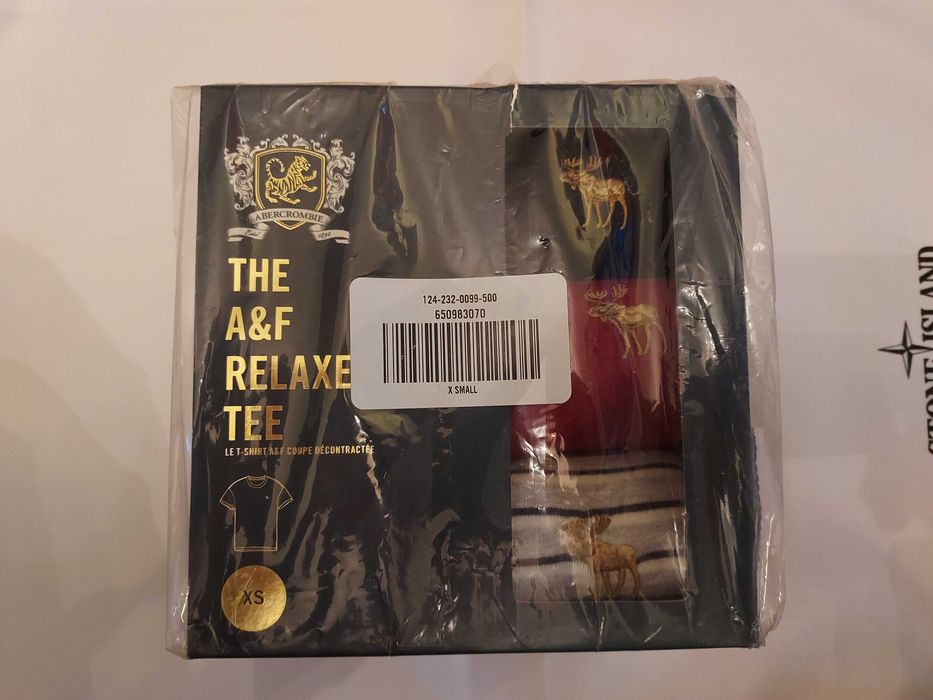 ABERCROMBIE
Estd 1892
THE
A&F
RELAXE
TEE
LE T-SHIRT A&F COUPE DÉCONTRACTÉE
XS
124-232-0099-500
650983070
X SMALL
STONE ISLAND